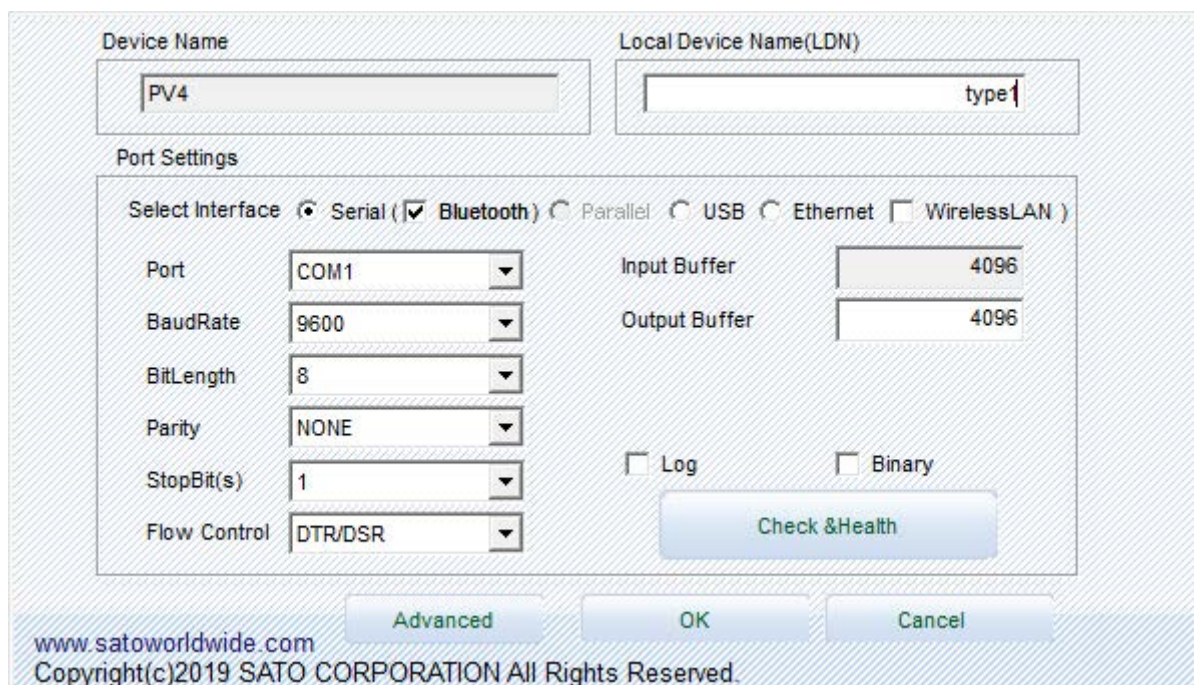 Device Name Local Device Name(LDN)
PV4 type1
Port Settings
Select Interface Serial ( Bluetooth ) Parallel USB Ethernet WirelessLAN )
Port COM1 Input Buffer 4096
BaudRate 9600 Output Buffer 4096
BitLength 8
Parity NONE
Log Binary
StopBit(s) 1
Check &Health
Flow Control DTR/DSR
Advanced OK Cancel
www.satoworldwide.com
Copyright(c)2019 SATO CORPORATION All Rights Reserved.